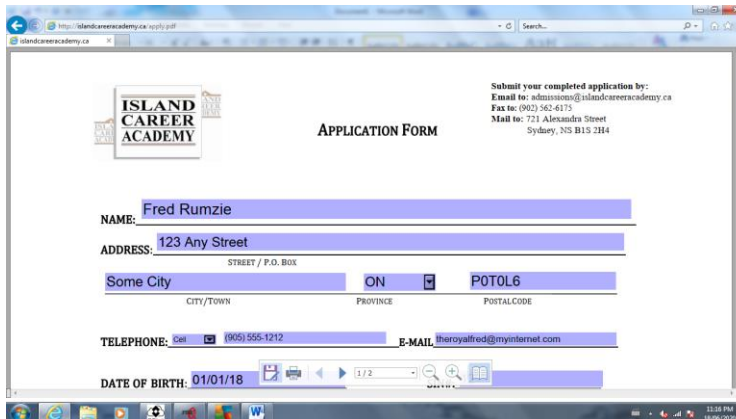 http://islandcareeracademy.ca/apply.pdf
Search...
islandcareeracademy.ca
ISLAND
CAREER
ACADEMY
APPLICATION FORM
Submit your completed application by:
Email to: admissions@islandcareeracademy.ca
Fax to: (902) 562-6175
Mail to: 721 Alexandra Street
Sydney, NS B1S 2H4
NAME: Fred Rumzie
ADDRESS: 123 Any Street
STREET / P.O. BOX
Some City ON P0T0L6
CITY/TOWN PROVINCE POSTALCODE
TELEPHONE: Cell (905) 555-1212 E-MAIL theroyalfred@myinternet.com
DATE OF BIRTH: 01/01/18
1 / 2
11:16 PM